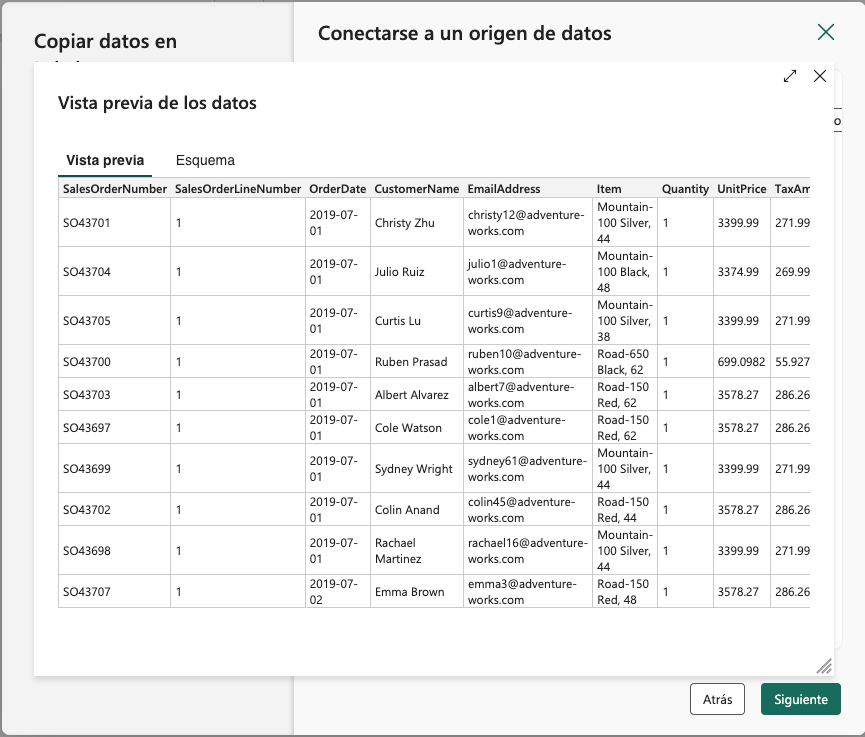 Copiar datos en
Conectarse a un origen de datos
Vista previa de los datos
Vista previa Esquema
SalesOrderNumber SalesOrderLineNumber OrderDate CustomerName EmailAddress Item Quantity UnitPrice TaxAm
SO43701 1 2019-07-01 Christy Zhu christy12@adventure-works.com Mountain-100 Silver, 44 1 3399.99 271.99
SO43704 1 2019-07-01 Julio Ruiz julio1@adventure-works.com Mountain-100 Black, 48 1 3374.99 269.99
SO43705 1 2019-07-01 Curtis Lu curtis9@adventure-works.com Mountain-100 Silver, 38 1 3399.99 271.99
SO43700 1 2019-07-01 Ruben Prasad ruben10@adventure-works.com Road-650 Black, 62 1 699.0982 55.927
SO43703 1 2019-07-01 Albert Alvarez albert7@adventure-works.com Road-150 Red, 62 1 3578.27 286.26
SO43697 1 2019-07-01 Cole Watson cole1@adventure-works.com Road-150 Red, 62 1 3578.27 286.26
SO43699 1 2019-07-01 Sydney Wright sydney61@adventure-works.com Mountain-100 Silver, 44 1 3399.99 271.99
SO43702 1 2019-07-01 Colin Anand colin45@adventure-works.com Road-150 Red, 44 1 3578.27 286.26
SO43698 1 2019-07-01 Rachael Martinez rachael16@adventure-works.com Mountain-100 Silver, 44 1 3399.99 271.99
SO43707 1 2019-07-02 Emma Brown emma3@adventure-works.com Road-150 Red, 48 1 3578.27 286.26
Atrás Siguiente